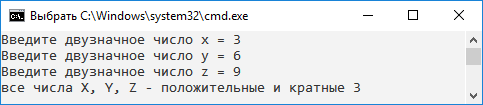 Выбрать C:\Windows\system32\cmd.exe
Введите двузначное число x = 3
Введите двузначное число y = 6
Введите двузначное число z = 9
все числа X, Y, Z - положительные и кратные 3